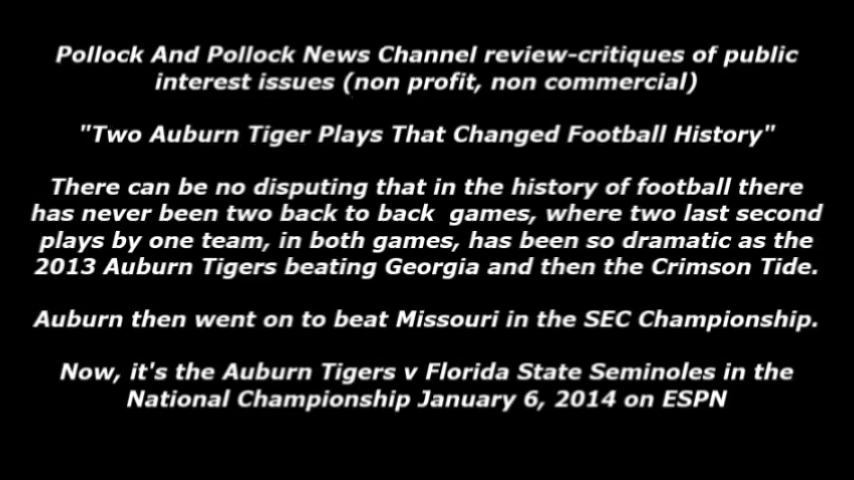 Pollock And Pollock News Channel review-critiques of public
interest issues (non profit, non commercial)
"Two Auburn Tiger Plays That Changed Football History"
There can be no disputing that in the history of football there
has never been two back to back games, where two last second
plays by one team, in both games, has been so dramatic as the
2013 Auburn Tigers beating Georgia and then the Crimson Tide.
Auburn then went on to beat Missouri in the SEC Championship.
Now, it's the Auburn Tigers v Florida State Seminoles in the
National Championship January 6, 2014 on ESPN